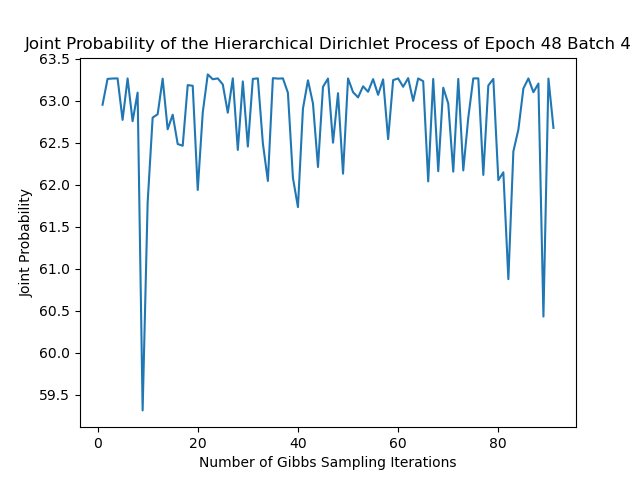 Joint Probability of the Hierarchical Dirichlet Process of Epoch 48 Batch 4
63.5
63.0
62.5
62.0
61.5
61.0
60.5
60.0
59.5
Joint Probability
0 20 40 60 80
Number of Gibbs Sampling Iterations